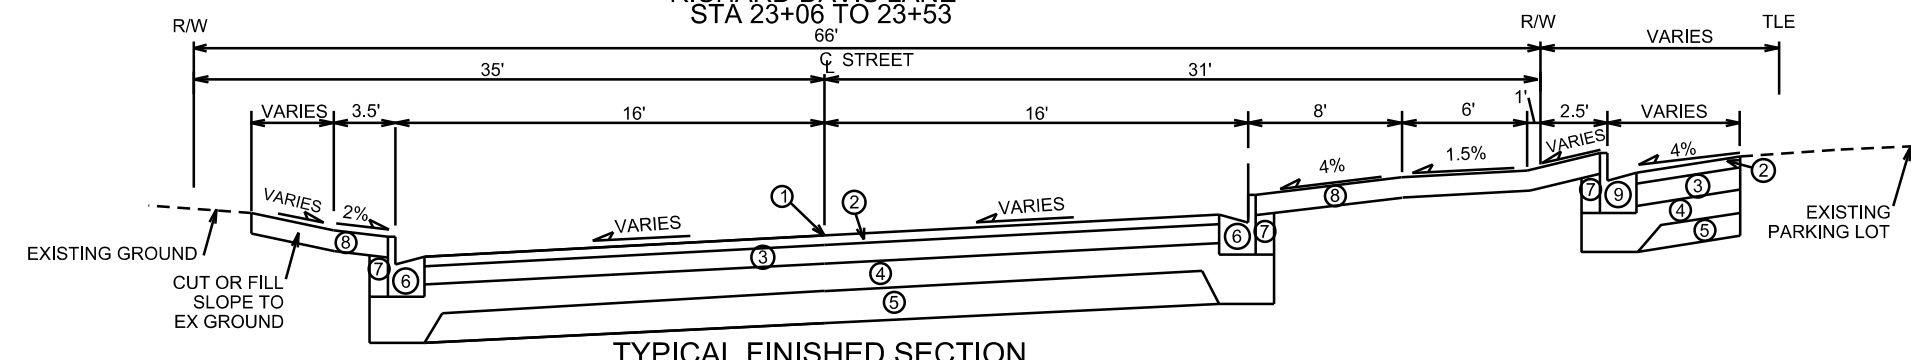 STA 23+06 TO 23+53
R/W
R/W
TLE
66'
VARIES
CL STREET
35'
31'
VARIES
3.5'
16'
16'
8'
6'
1'
2.5'
VARIES
VARIES
2%
VARIES
1
2
VARIES
4%
1.5%
VARIES
4%
2
EXISTING GROUND
CUT OR FILL
SLOPE TO
EX GROUND
8
7
6
3
4
5
6
7
8
7
9
3
4
5
EXISTING
PARKING LOT
TYPICAL FINISHED SECTION